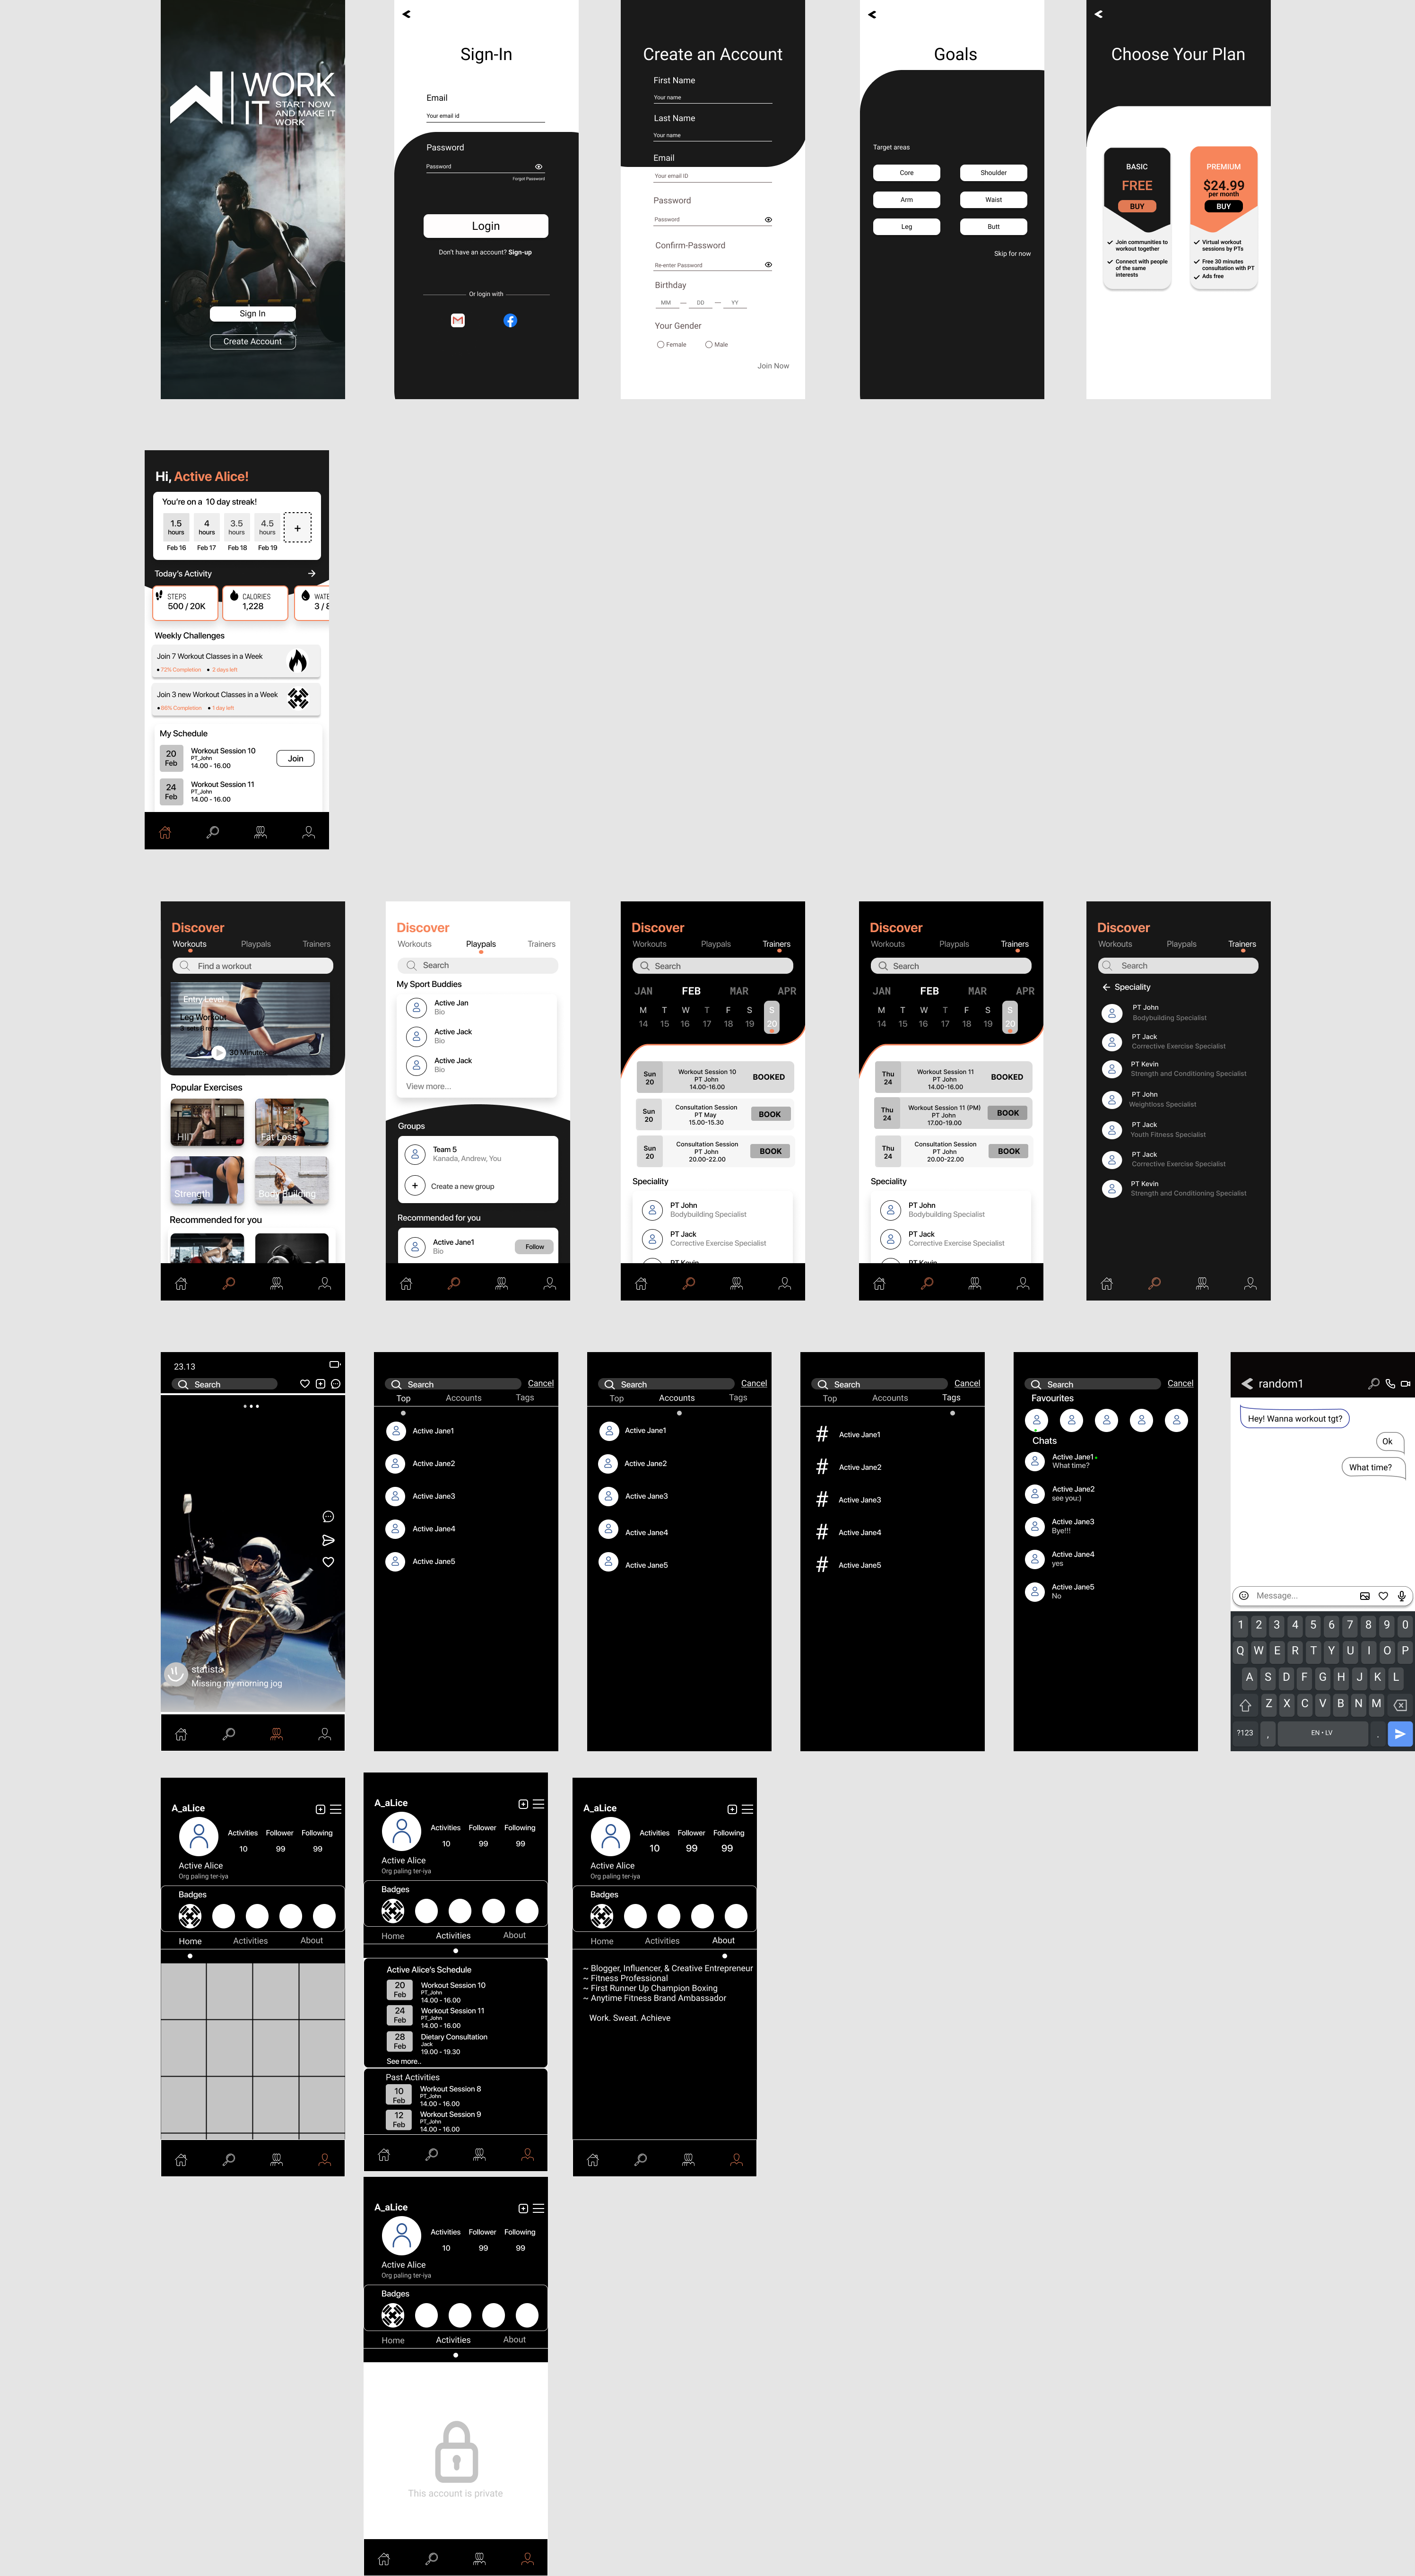 WORK
IT
START NOW
AND MAKE IT
WORK
Sign In
Create Account
Sign-In
Email
Your email id
Password
Password
Forgot Password
Login
Don't have an account? Sign-up
Or login with
Create an Account
First Name
Your name
Last Name
Your name
Email
Your email ID
Password
Password
Confirm-Password
Re-enter Password
Birthday
MM — DD — YY
Your Gender
Female Male
Join Now
Goals
Target areas
Core Shoulder
Arm Waist
Leg Butt
Skip for now
Choose Your Plan
BASIC
FREE
BUY
Join communities to
workout together
Connect with people
of the same
interests
PREMIUM
$24.99
per month
BUY
Virtual workout
sessions by PTs
Free 30 minutes
consultation with PT
Ads free
Hi, Active Alice!
You're on a 10 day streak!
1.5 4 3.5 4.5 +
hours hours hours hours
Feb 16 Feb 17 Feb 18 Feb 19
Today's Activity
STEPS
500 / 20K
CALORIES
1,228
WATE
3 / 8
Weekly Challenges
Join 7 Workout Classes in a Week
72% Completion 2 days left
Join 3 new Workout Classes in a Week
66% Completion 1 day left
My Schedule
20
Feb
Workout Session 10
PT_John
14.00 - 16.00
Join
24
Feb
Workout Session 11
PT_John
14.00 - 16.00
Discover
Workouts Playpals Trainers
Find a workout
Entry Level
Leg Workout
30 Minutes
Popular Exercises
HIIT Fat Loss
Strength Body Building
Recommended for you
Discover
Workouts Playpals Trainers
Search
My Sport Buddies
Active Jan
Bio
Active Jack
Bio
Active Jack
Bio
View more...
Groups
Team 5
Kanada, Andrew, You
+ Create a new group
Recommended for you
Active Jane1
Bio
Follow
Discover
Workouts Playpals Trainers
Search
JAN FEB MAR APR
M T W T F S S
14 15 16 17 18 19 20
Sun
20
Workout Session 10
PT John
14.00-16.00
BOOKED
Sun
20
Consultation Session
PT May
15.00-15.30
BOOK
Sun
20
Consultation Session
PT John
20.00-22.00
BOOK
Speciality
PT John
Bodybuilding Specialist
PT Jack
Corrective Exercise Specialist
PT Kevin
Discover
Workouts Playpals Trainers
Search
JAN FEB MAR APR
M T W T F S S
14 15 16 17 18 19 20
Thu
24
Workout Session 11
PT John
14.00-16.00
BOOKED
Thu
24
Workout Session 11 (PM)
PT John
17.00-19.00
BOOK
Thu
24
Consultation Session
PT John
20.00-22.00
BOOK
Speciality
PT John
Bodybuilding Specialist
PT Jack
Corrective Exercise Specialist
Discover
Workouts Playpals Trainers
Search
Speciality
PT John
Bodybuilding Specialist
PT Jack
Corrective Exercise Specialist
PT Kevin
Strength and Conditioning Specialist
PT John
Weightloss Specialist
PT Jack
Youth Fitness Specialist
PT Jack
Corrective Exercise Specialist
PT Kevin
Strength and Conditioning Specialist
23.13
Search
statista
Missing my morning jog
Search Cancel
Top Accounts Tags
Active Jane1
Active Jane2
Active Jane3
Active Jane4
Active Jane5
Search Cancel
Top Accounts Tags
Active Jane1
Active Jane2
Active Jane3
Active Jane4
Active Jane5
Search Cancel
Top Accounts Tags
# Active Jane1
# Active Jane2
# Active Jane3
# Active Jane4
# Active Jane5
Search Cancel
Favourites
Chats
Active Jane1
What time?
Active Jane2
see you:)
Active Jane3
Bye!!!
Active Jane4
yes
Active Jane5
No
random1
Hey! Wanna workout tgt?
Ok
What time?
Message...
1 2 3 4 5 6 7 8 9 0
Q W E R T Y U I O P
A S D F G H J K L
Z X C V B N M
?123 , EN • LV .
A_aLice
Activities Follower Following
10 99 99
Active Alice
Org paling ter-iya
Badges
Home Activities About
A_aLice
Activities Follower Following
10 99 99
Active Alice
Org paling ter-iya
Badges
Home Activities About
Active Alice's Schedule
20
Feb
Workout Session 10
PT_John
14.00 - 16.00
24
Feb
Workout Session 11
PT_John
14.00 - 16.00
28
Feb
Dietary Consultation
Jack
19.00 - 19.30
See more..
Past Activities
10
Feb
Workout Session 8
PT_John
14.00 - 16.00
12
Feb
Workout Session 9
PT_John
14.00 - 16.00
A_aLice
Activities Follower Following
10 99 99
Active Alice
Org paling ter-iya
Badges
Home Activities About
~ Blogger, Influencer, & Creative Entrepreneur
~ Fitness Professional
~ First Runner Up Champion Boxing
~ Anytime Fitness Brand Ambassador
Work. Sweat. Achieve
A_aLice
Activities Follower Following
10 99 99
Active Alice
Org paling ter-iya
Badges
Home Activities About
This account is private